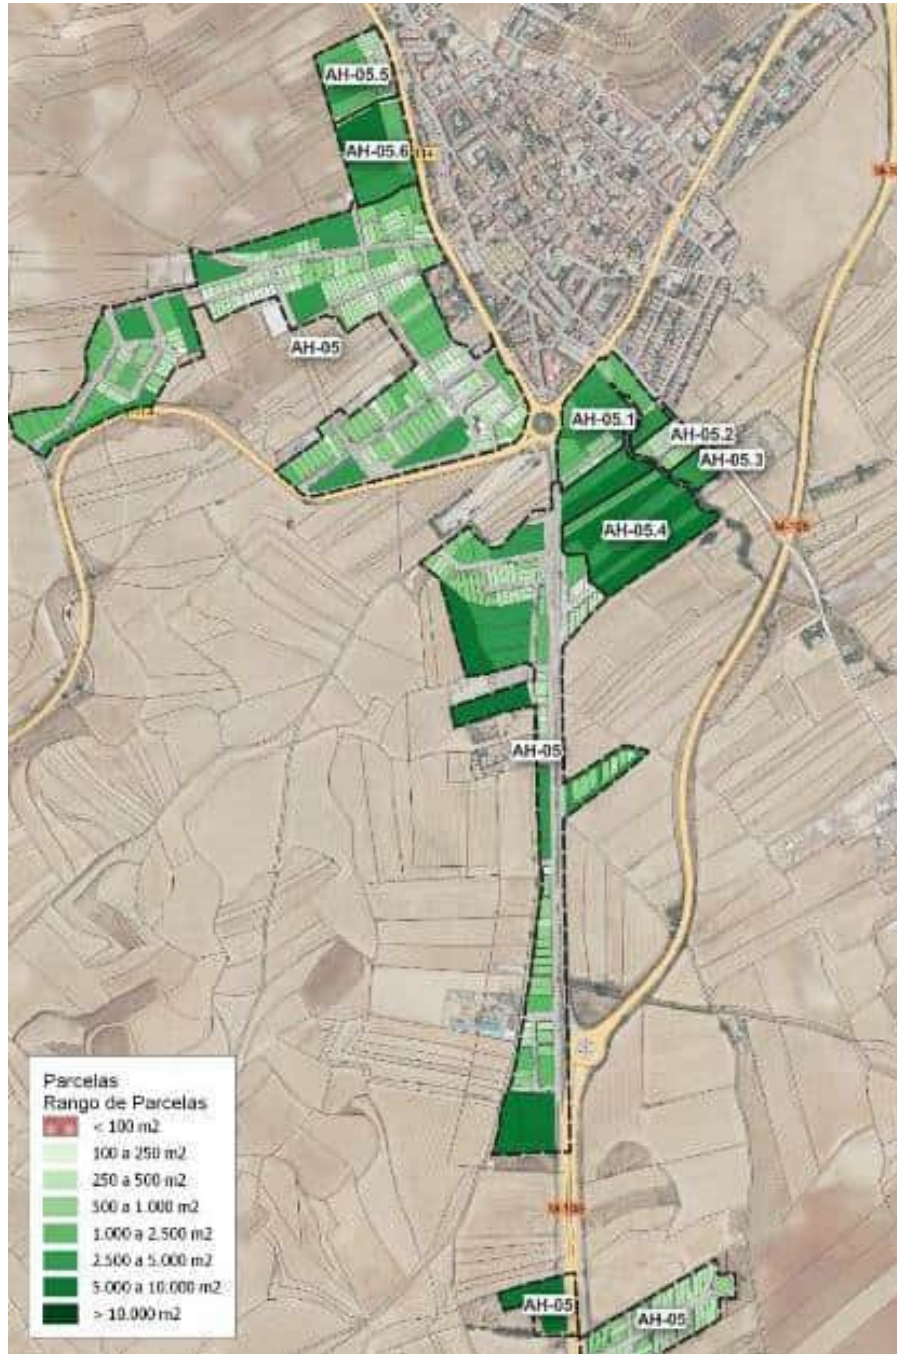 AH-05.5
AH-05.6
AH-05
AH-05.1
AH-05.2
AH-05.3
AH-05.4
AH-05
Parcelas
Rango de Parcelas
< 100 m2
100 a 250 m2
250 a 500 m2
500 a 1.000 m2
1.000 a 2.500 m2
2.500 a 5.000 m2
5.000 a 10.000 m2
> 10.000 m2
AH-05
AH-05